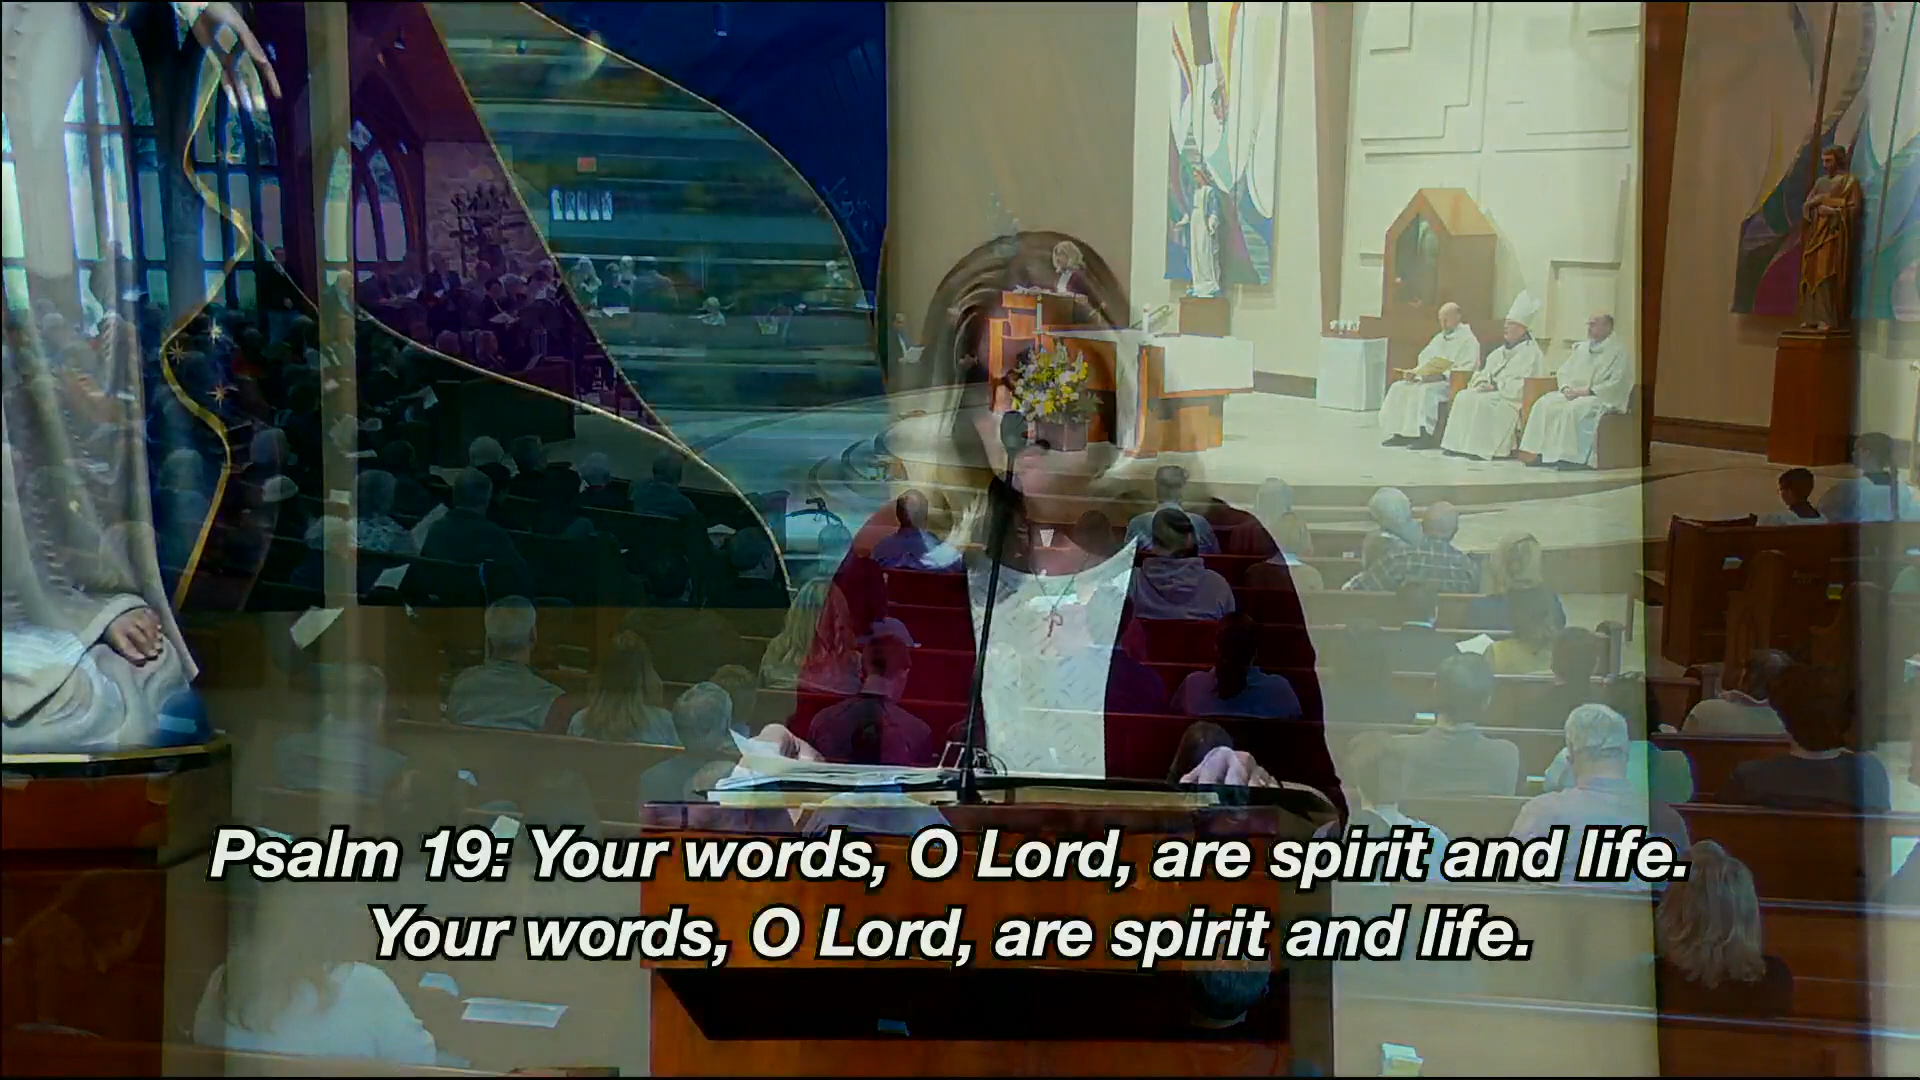 Psalm 19: Your words, O Lord, are spirit and life.
Your words, O Lord, are spirit and life.